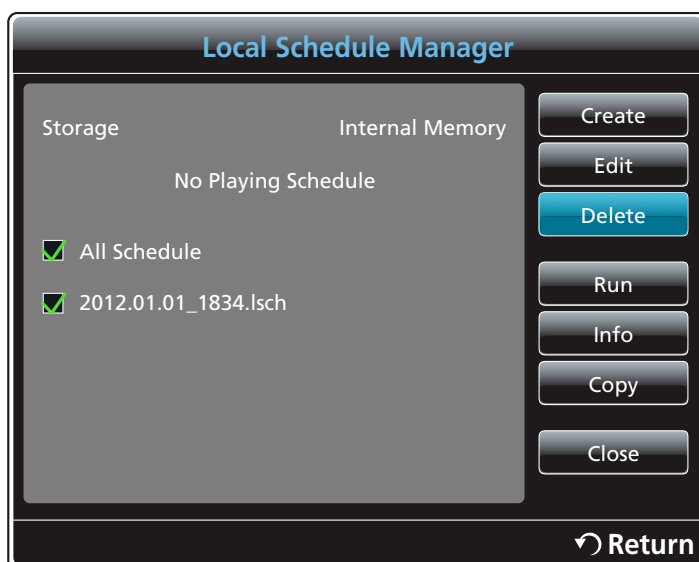 Local Schedule Manager
Storage Internal Memory
No Playing Schedule
All Schedule
2012.01.01_1834.lsch
Create
Edit
Delete
Run
Info
Copy
Close
Return